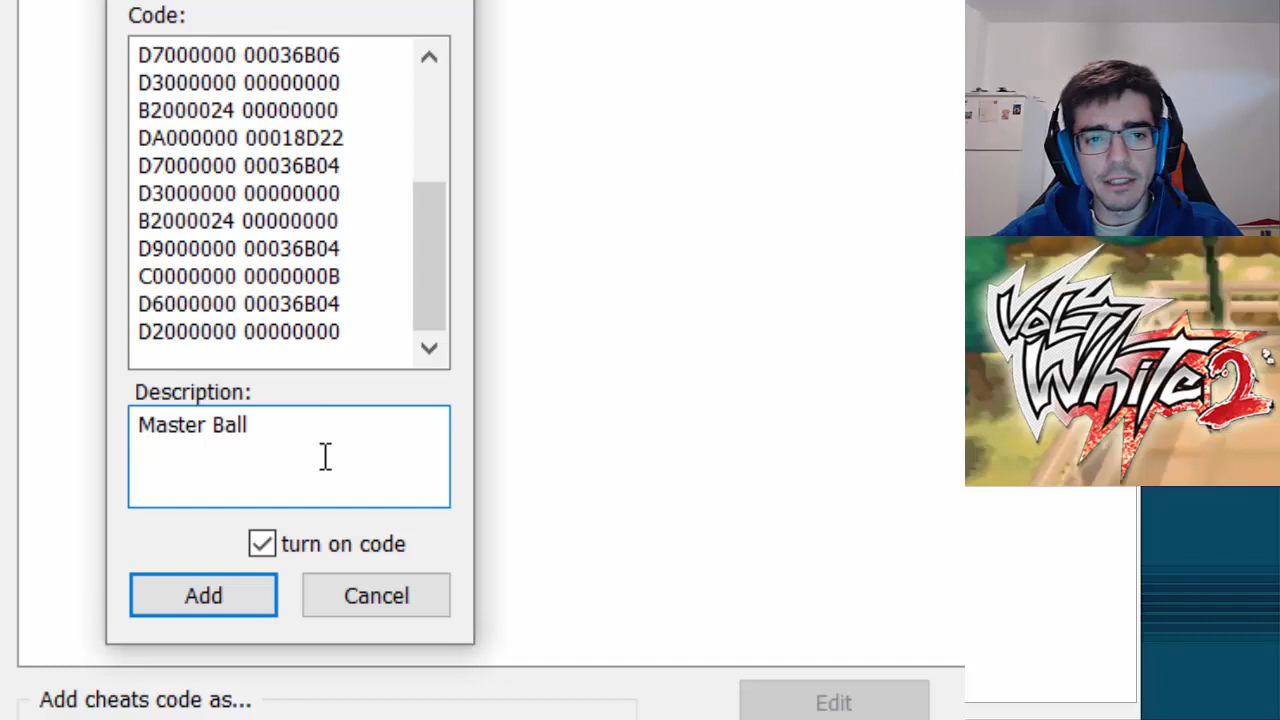 Code:
D7000000 00036B06
D3000000 00000000
B2000024 00000000
DA000000 00018D22
D7000000 00036B04
D3000000 00000000
B2000024 00000000
D9000000 00036B04
C0000000 0000000B
D6000000 00036B04
D2000000 00000000
Description:
Master Ball
turn on code
Add Cancel
Add cheats code as...
Edit
Volt
White 2